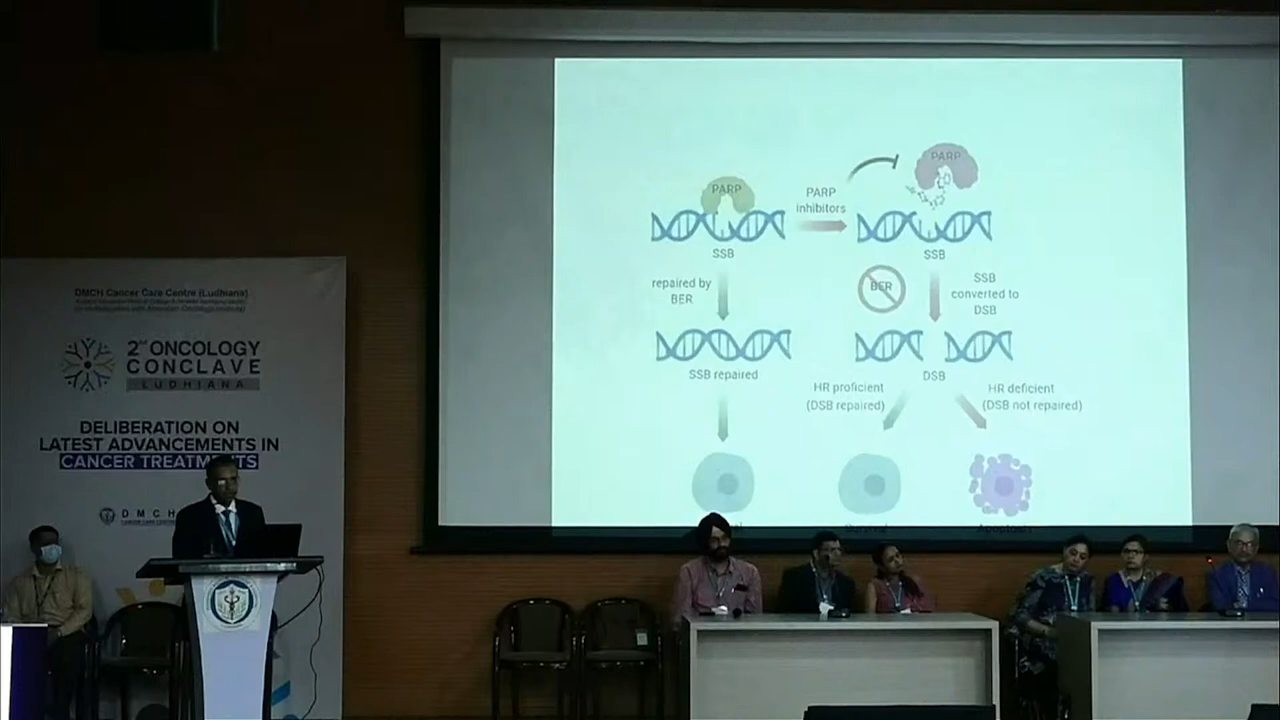 DMCH Cancer Care Centre (Ludhiana)
2nd ONCOLOGY
CONCLAVE
LUDHIANA
DELIBERATION ON
LATEST ADVANCEMENTS IN
CANCER TREATMENTS
DMCH
PARP
PARP
PARP
inhibitors
SSB
SSB
repaired by
BER
BER
SSB
converted to
DSB
SSB repaired
DSB
HR proficient
(DSB repaired)
HR deficient
(DSB not repaired)